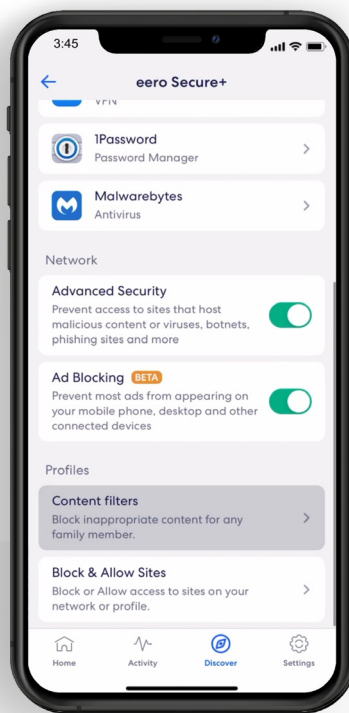 3:45
eero Secure+
VPN
1Password
Password Manager
Malwarebytes
Antivirus
Network
Advanced Security
Prevent access to sites that host
malicious content or viruses, botnets,
phishing sites and more
Ad Blocking BETA
Prevent most ads from appearing on
your mobile phone, desktop and other
connected devices
Profiles
Content filters
Block inappropriate content for any
family member.
Block & Allow Sites
Block or Allow access to sites on your
network or profile.
Home Activity Discover Settings